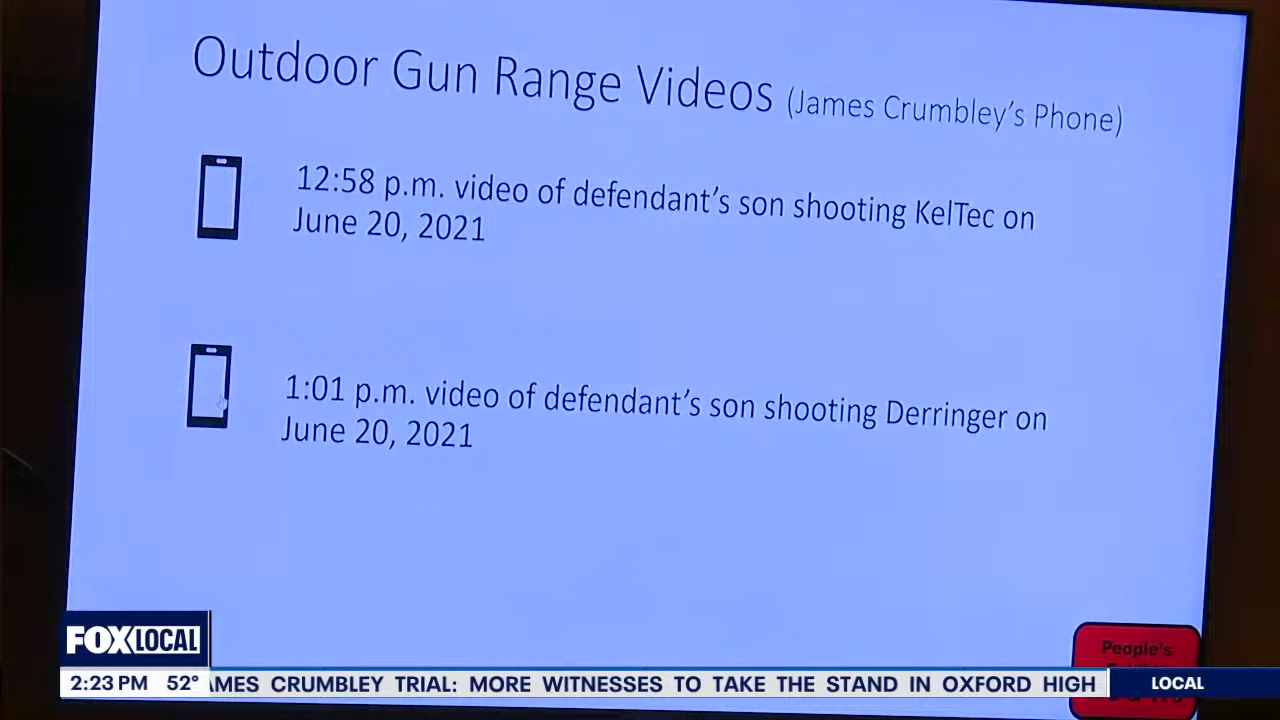 Outdoor Gun Range Videos (James Crumbley's Phone)
12:58 p.m. video of defendant's son shooting KelTec on
June 20, 2021
1:01 p.m. video of defendant's son shooting Derringer on
June 20, 2021
People's
FOX LOCAL
2:23 PM 52° AMES CRUMBLEY TRIAL: MORE WITNESSES TO TAKE THE STAND IN OXFORD HIGH LOCAL